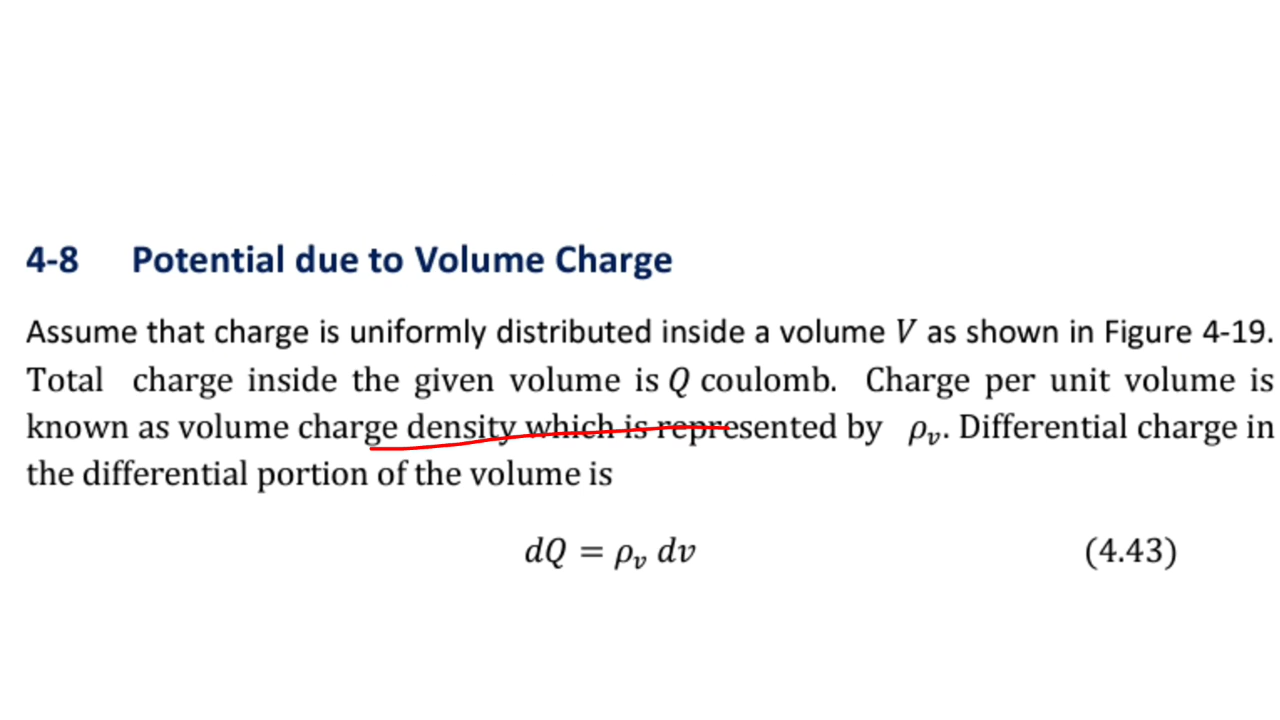 4-8 Potential due to Volume Charge
Assume that charge is uniformly distributed inside a volume V as shown in Figure 4-19.
Total charge inside the given volume is Q coulomb. Charge per unit volume is
known as volume charge density which is represented by ρᵥ. Differential charge in
the differential portion of the volume is
dQ = ρᵥ dv (4.43)